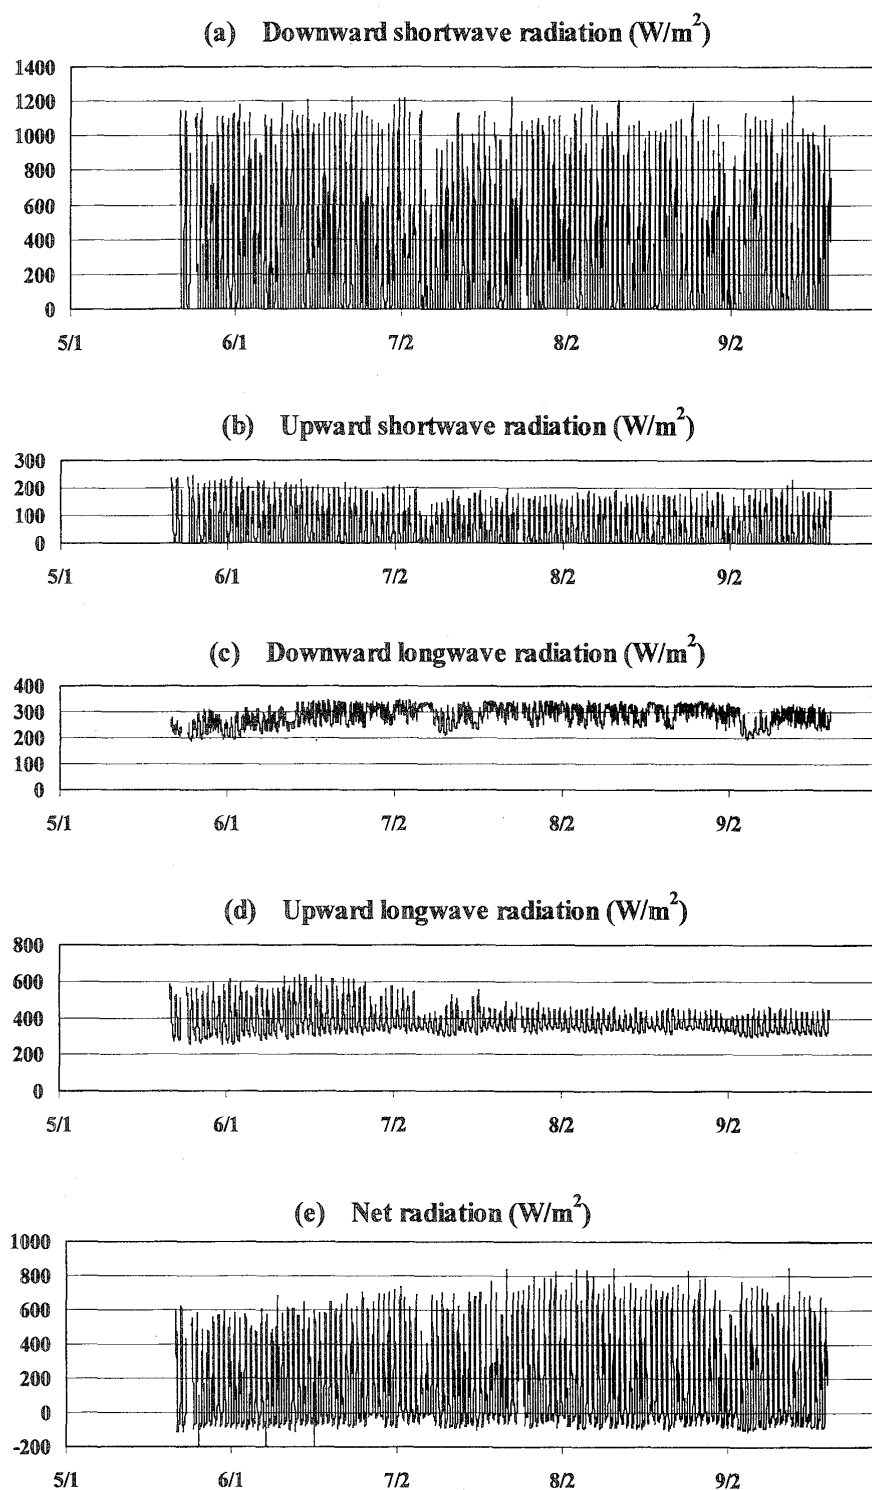 (a) Downward shortwave radiation (W/m²)
1400
1200
1000
800
600
400
200
0
5/1 6/1 7/2 8/2 9/2
(b) Upward shortwave radiation (W/m²)
300
200
100
0
5/1 6/1 7/2 8/2 9/2
(c) Downward longwave radiation (W/m²)
400
300
200
100
0
5/1 6/1 7/2 8/2 9/2
(d) Upward longwave radiation (W/m²)
800
600
400
200
0
5/1 6/1 7/2 8/2 9/2
(e) Net radiation (W/m²)
1000
800
600
400
200
0
-200
5/1 6/1 7/2 8/2 9/2